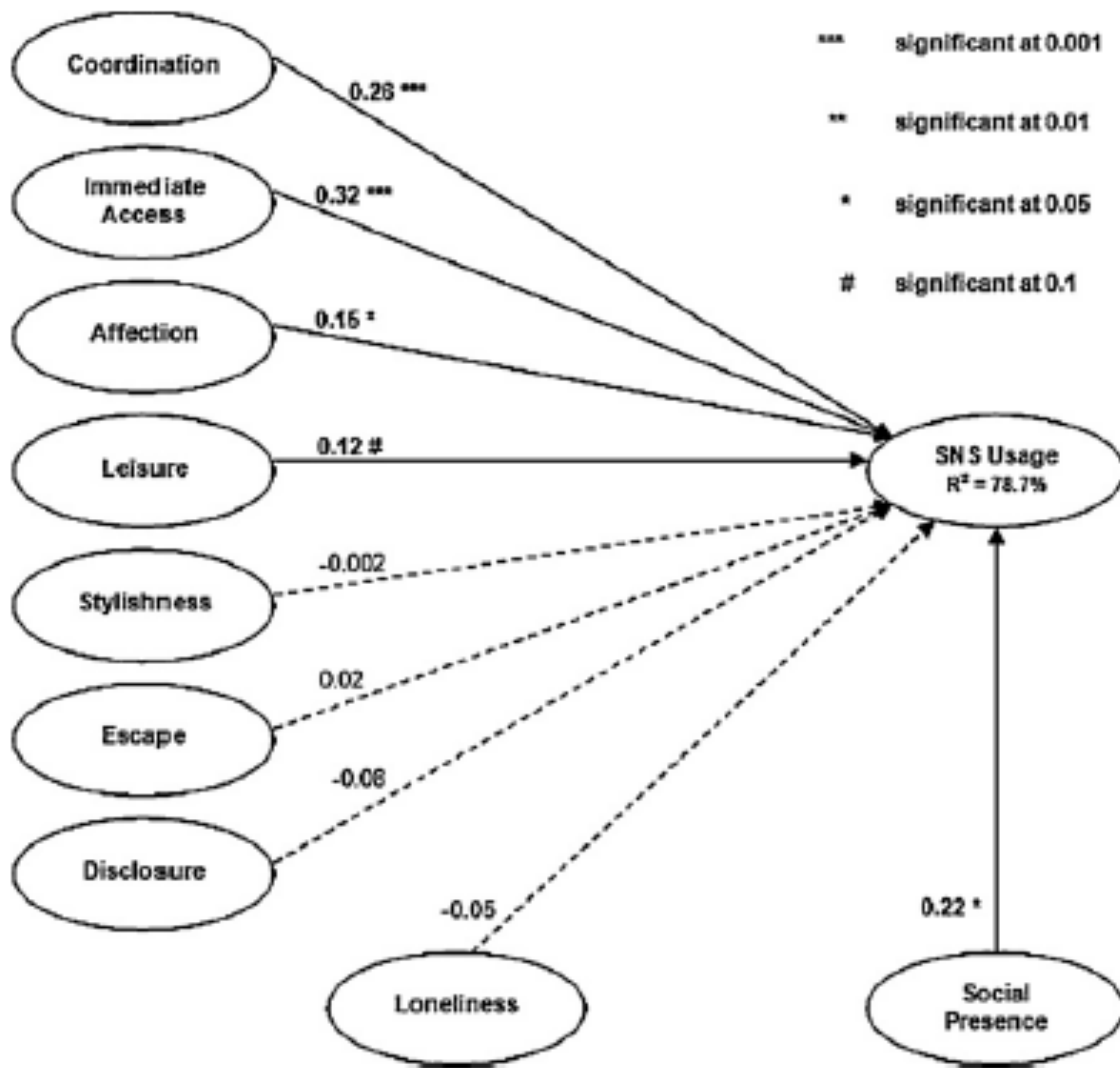 Coordination
0.26 ***
*** significant at 0.001
** significant at 0.01
* significant at 0.05
# significant at 0.1
Immediate
Access
0.32 ***
Affection
0.15 *
Leisure
0.12 #
SNS Usage
R² = 78.7%
Stylishness
-0.002
Escape
0.02
Disclosure
-0.08
Loneliness
-0.05
Social
Presence
0.22 *